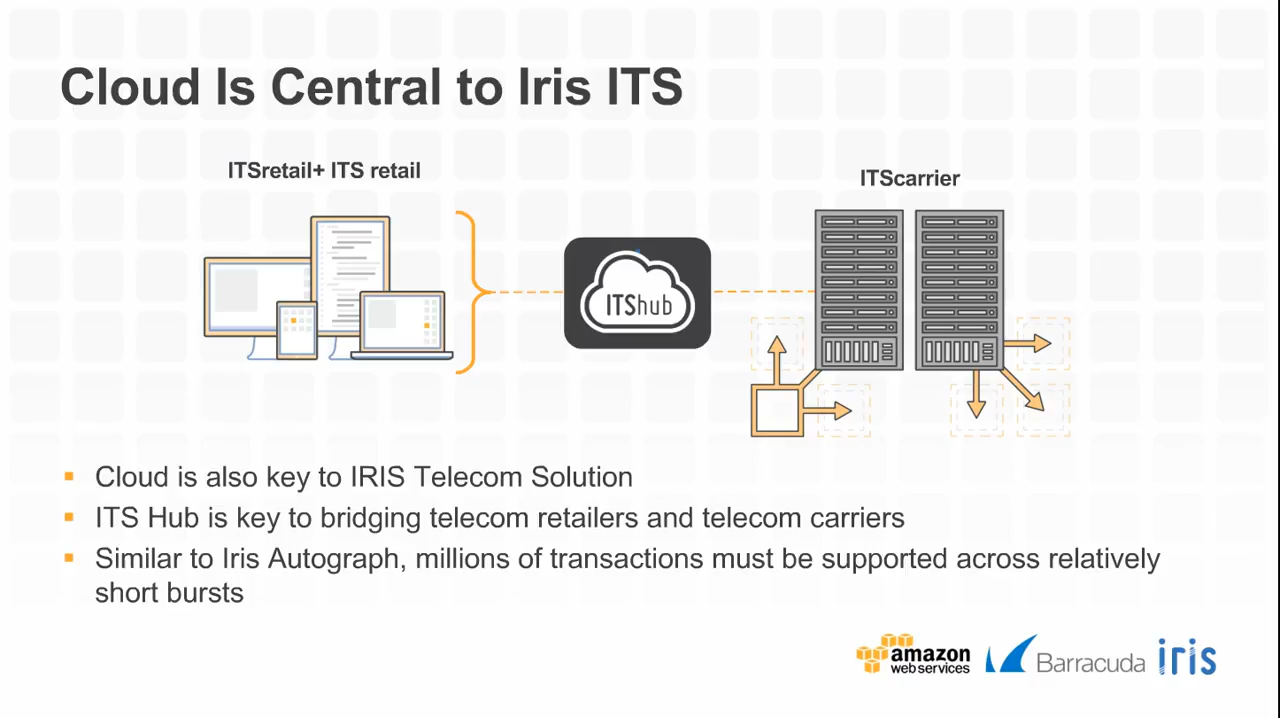 Cloud Is Central to Iris ITS
ITSretail+ ITS retail
ITScarrier
ITShub
Cloud is also key to IRIS Telecom Solution
ITS Hub is key to bridging telecom retailers and telecom carriers
Similar to Iris Autograph, millions of transactions must be supported across relatively
short bursts
amazon
webservices
Barracuda
iris